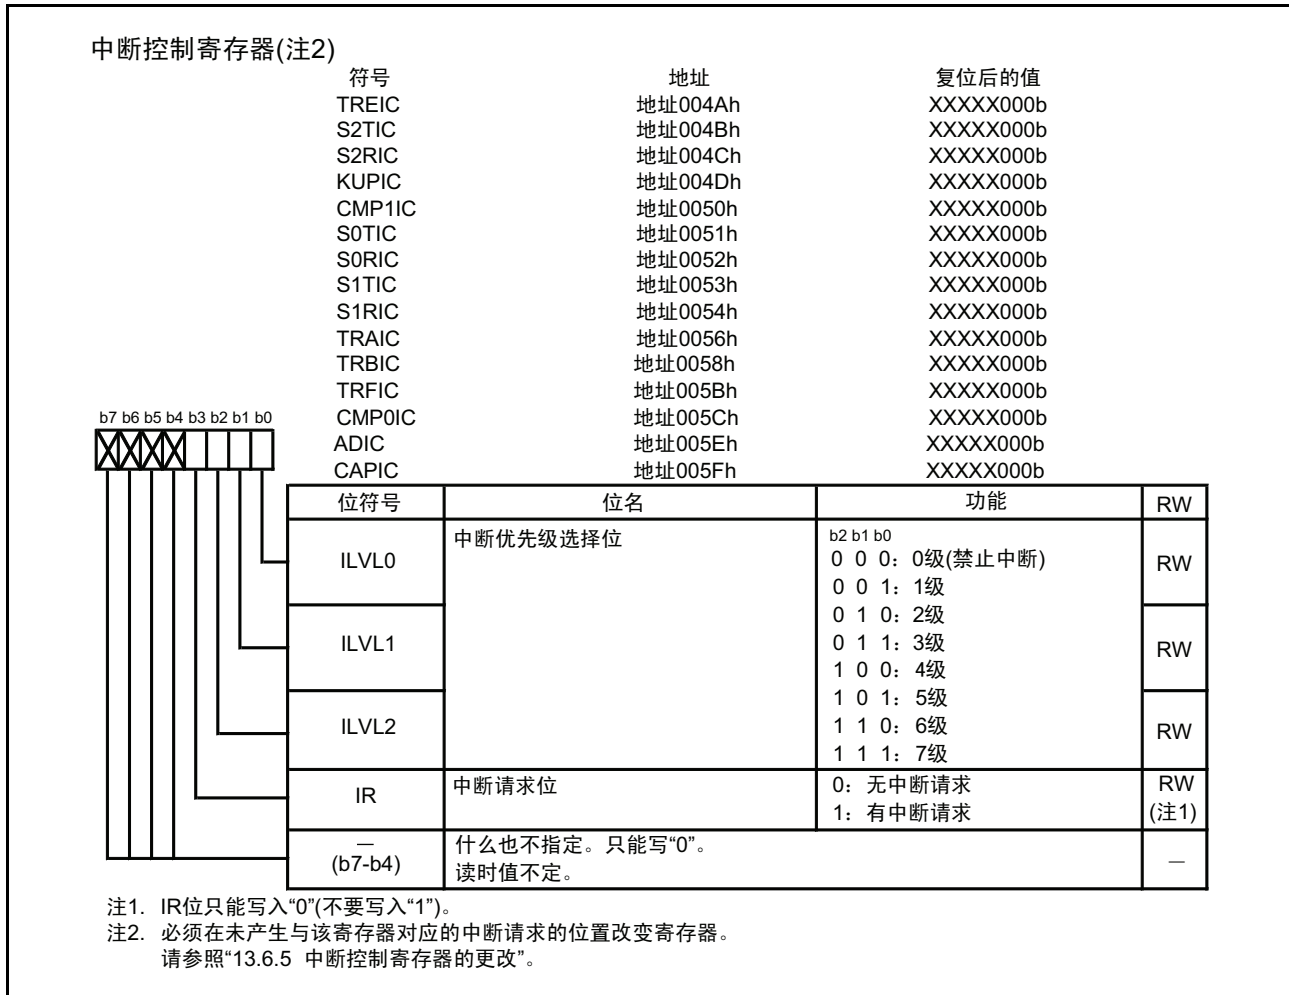 中断控制寄存器(注2)
符号 地址 复位后的值
TREIC 地址004Ah XXXXX000b
S2TIC 地址004Bh XXXXX000b
S2RIC 地址004Ch XXXXX000b
KUPIC 地址004Dh XXXXX000b
CMP1IC 地址0050h XXXXX000b
S0TIC 地址0051h XXXXX000b
S0RIC 地址0052h XXXXX000b
S1TIC 地址0053h XXXXX000b
S1RIC 地址0054h XXXXX000b
TRAIC 地址0056h XXXXX000b
TRBIC 地址0058h XXXXX000b
TRFIC 地址005Bh XXXXX000b
CMP0IC 地址005Ch XXXXX000b
ADIC 地址005Eh XXXXX000b
CAPIC 地址005Fh XXXXX000b
b7 b6 b5 b4 b3 b2 b1 b0
位符号 位名 功能 RW
ILVL0 中断优先级选择位 b2 b1 b0
0 0 0：0级(禁止中断) RW
0 0 1：1级
0 1 0：2级
ILVL1 0 1 1：3级 RW
1 0 0：4级
1 0 1：5级
ILVL2 1 1 0：6级 RW
1 1 1：7级
IR 中断请求位 0：无中断请求 RW
1：有中断请求 (注1)
— 什么也不指定。只能写“0”。 —
(b7-b4) 读时值不定。
注1. IR位只能写入“0”(不要写入“1”)。
注2. 必须在未产生与该寄存器对应的中断请求的位置改变寄存器。
请参照“13.6.5 中断控制寄存器的更改”。